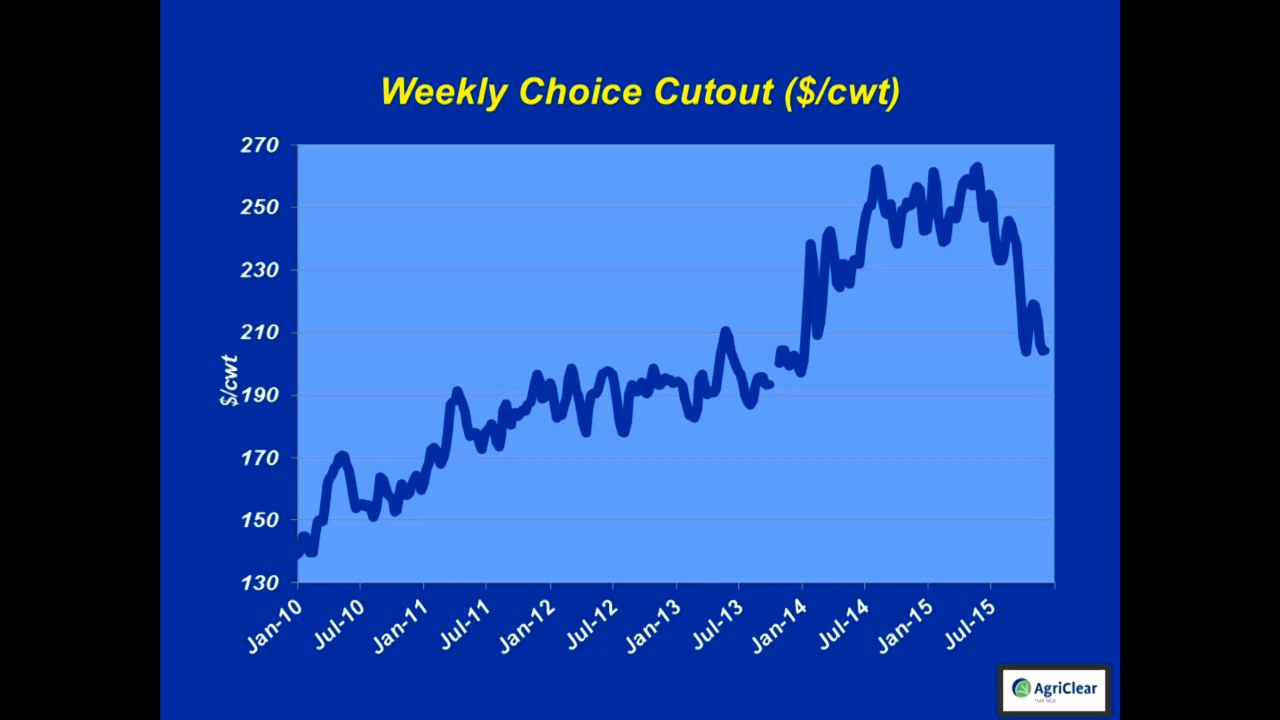 Weekly Choice Cutout ($/cwt)
$/cwt
270
250
230
210
190
170
150
130
Jan-10
Jul-10
Jan-11
Jul-11
Jan-12
Jul-12
Jan-13
Jul-13
Jan-14
Jul-14
Jan-15
Jul-15
AgriClear